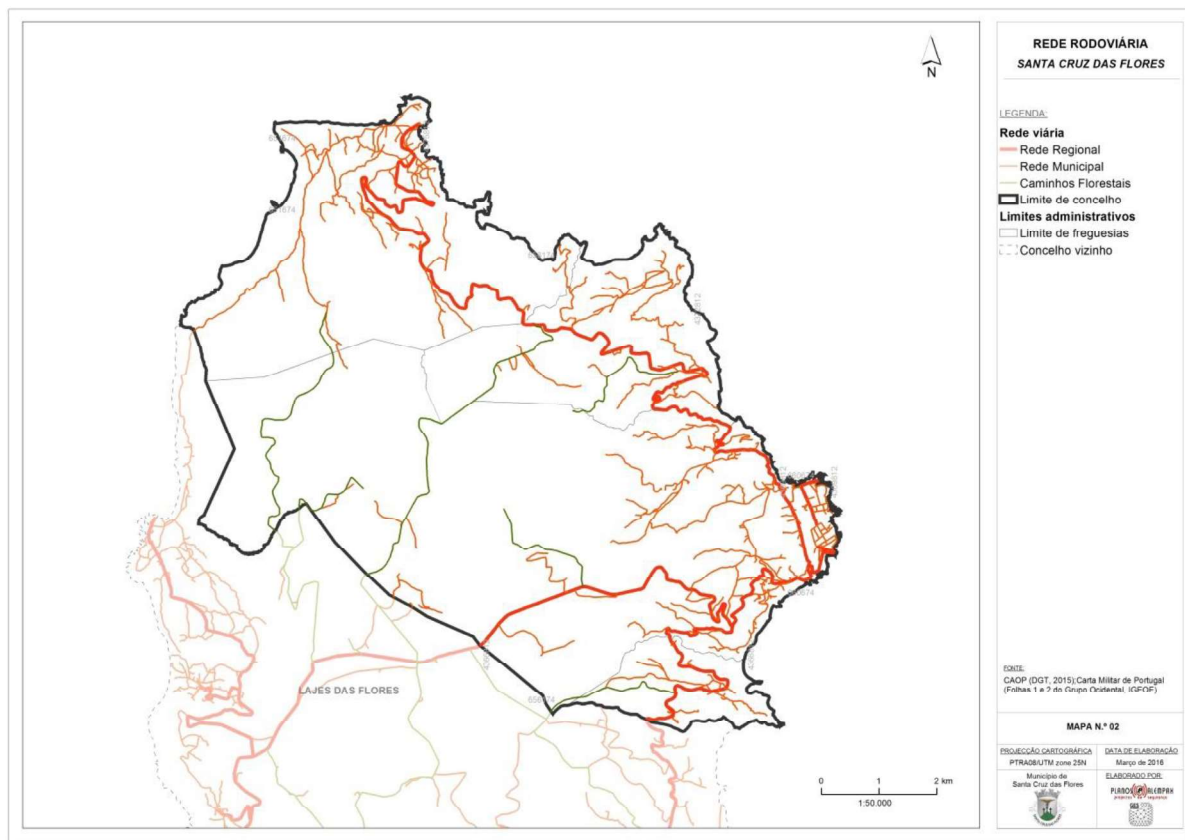 REDE RODOVIÁRIA
SANTA CRUZ DAS FLORES
N
LEGENDA:
Rede viária
Rede Regional
Rede Municipal
Caminhos Florestais
Limite de concelho
Limites administrativos
Limite de freguesias
Concelho vizinho
LAJES DAS FLORES
0 1 2 km
1:50.000
FONTE:
CAOP (DGT, 2015);Carta Militar de Portugal
(Folhas 1 e 2 do Grupo Ocidental, IGEOE)
MAPA N.º 02
PROJECÇÃO CARTOGRÁFICA
PTRA08/UTM zone 25N
DATA DE ELABORAÇÃO
Março de 2016
Município de
Santa Cruz das Flores
ELABORADO POR: